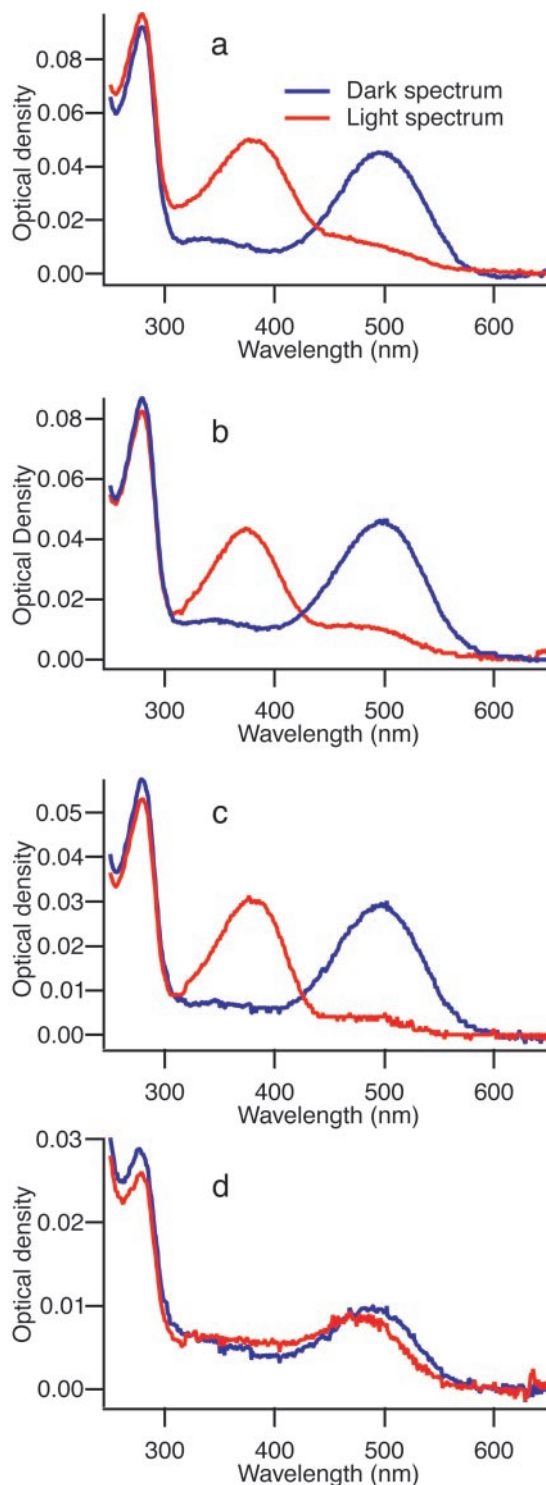 a
Dark spectrum
Light spectrum
Optical density
0.08
0.06
0.04
0.02
0.00
300 400 500 600
Wavelength (nm)
b
Optical Density
0.08
0.06
0.04
0.02
0.00
300 400 500 600
Wavelength (nm)
c
Optical density
0.05
0.04
0.03
0.02
0.01
0.00
300 400 500 600
Wavelength (nm)
d
Optical density
0.03
0.02
0.01
0.00
300 400 500 600
Wavelength (nm)